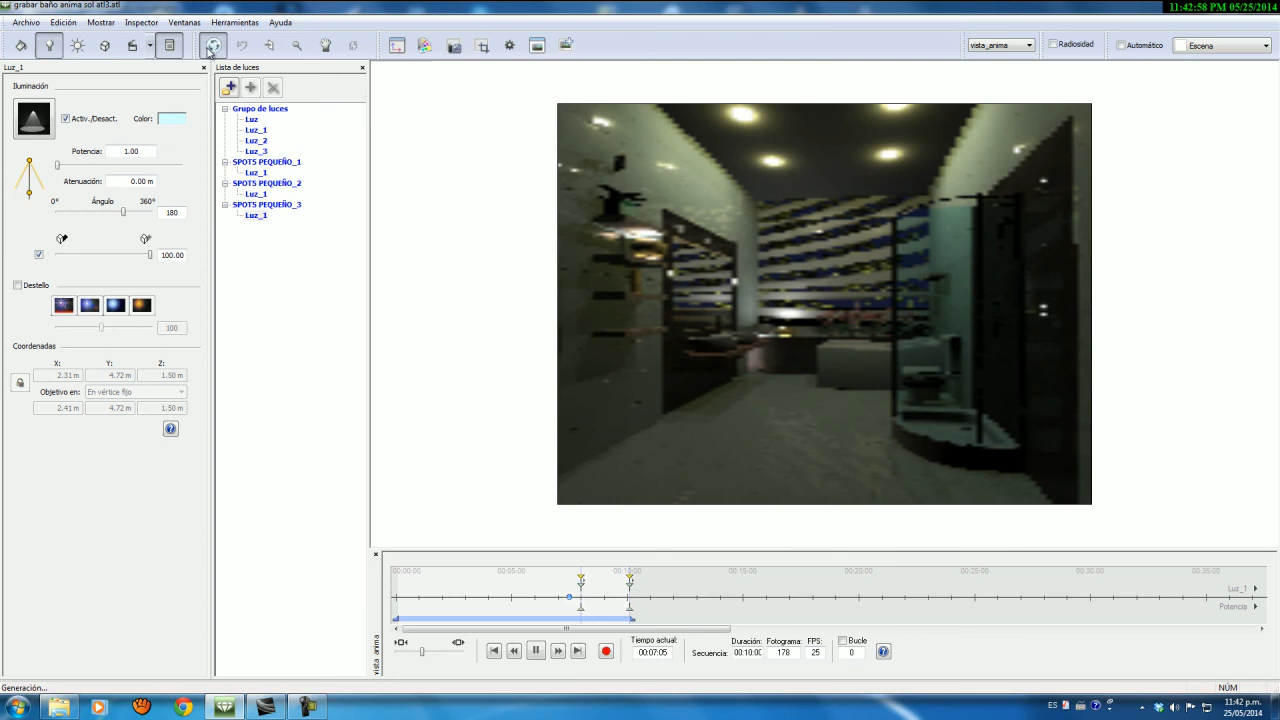 grabar baño anima sol atl3.atl
11:42:58 PM 05/25/2014
Archivo Edición Mostrar Inspector Ventanas Herramientas Ayuda
vista_anima Radiosidad Automático Escena
Luz_1
Lista de luces
Iluminación
Activ./Desact. Color:
Potencia: 1.00
Atenuación: 0.00 m
0° Ángulo 360°
180
100.00
Destello
100
Coordenadas
X: Y: Z:
2.31 m 4.72 m 1.50 m
Objetivo en: En vértice fijo
2.41 m 4.72 m 1.50 m
Grupo de luces
Luz
Luz_1
Luz_2
Luz_3
SPOTS PEQUEÑO_1
Luz_1
SPOTS PEQUEÑO_2
Luz_1
SPOTS PEQUEÑO_3
Luz_1
00:00:00 00:05:00 00:10:00 00:15:00 00:20:00 00:25:00 00:30:00 00:35:00
Luz_1
Potencia
vista_anima
Tiempo actual: Duración: Fotograma: FPS: Bucle
00:07:05 Secuencia: 00:10:00 178 25 0
Generación...
NÚM
ES
11:42 p.m.
25/05/2014